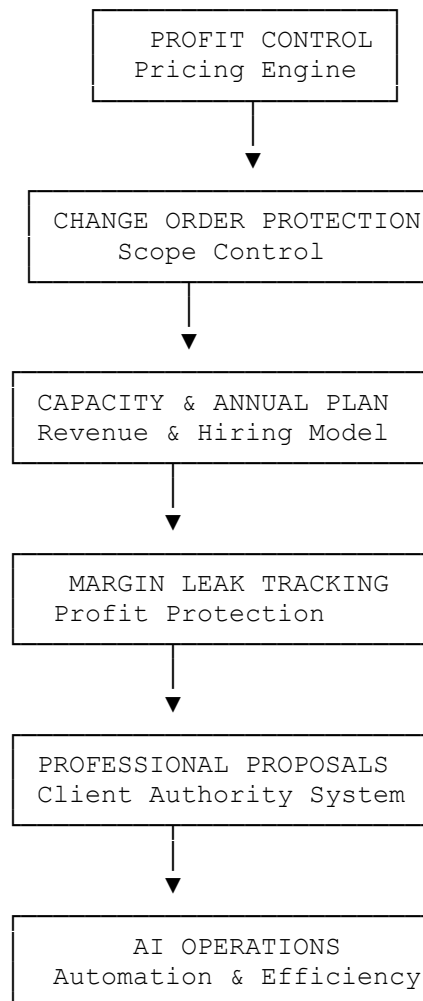 PROFIT CONTROL
Pricing Engine
CHANGE ORDER PROTECTION
Scope Control
CAPACITY & ANNUAL PLAN
Revenue & Hiring Model
MARGIN LEAK TRACKING
Profit Protection
PROFESSIONAL PROPOSALS
Client Authority System
AI OPERATIONS
Automation & Efficiency